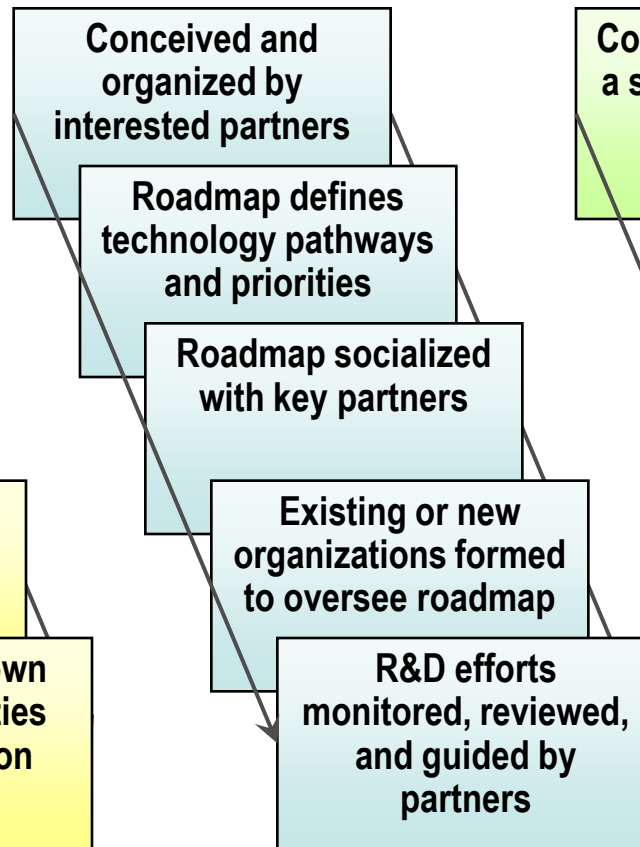 Conceived and
organized by
interested partners
Roadmap defines
technology pathways
and priorities
Roadmap socialized
with key partners
Existing or new
organizations formed
to oversee roadmap
R&D efforts
monitored, reviewed,
and guided by
partners